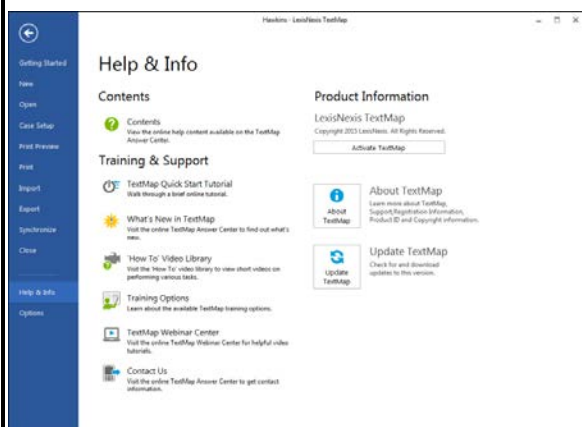 Hawkins - LexisNexis TextMap
Getting Started
New
Open
Case Setup
Print Preview
Print
Import
Export
Synchronize
Close
Help & Info
Options
Help & Info
Contents
Contents
View the online help content available on the TextMap
Answer Center.
Training & Support
TextMap Quick Start Tutorial
Walk through a brief online tutorial.
What's New in TextMap
Visit the online TextMap Answer Center to find out what's
new.
'How To' Video Library
Visit the 'How To' video library to view short videos on
performing various tasks.
Training Options
Learn about the available TextMap training options.
TextMap Webinar Center
Visit the online TextMap Webinar Center for helpful video
tutorials.
Contact Us
Visit the online TextMap Answer Center to get contact
information.
Product Information
LexisNexis TextMap
Copyright 2015 LexisNexis. All Rights Reserved.
Activate TextMap
About
TextMap
About TextMap
Learn more about TextMap,
Support/Registration Information,
Product ID and Copyright information.
Update
TextMap
Update TextMap
Check for and download
updates to this version.